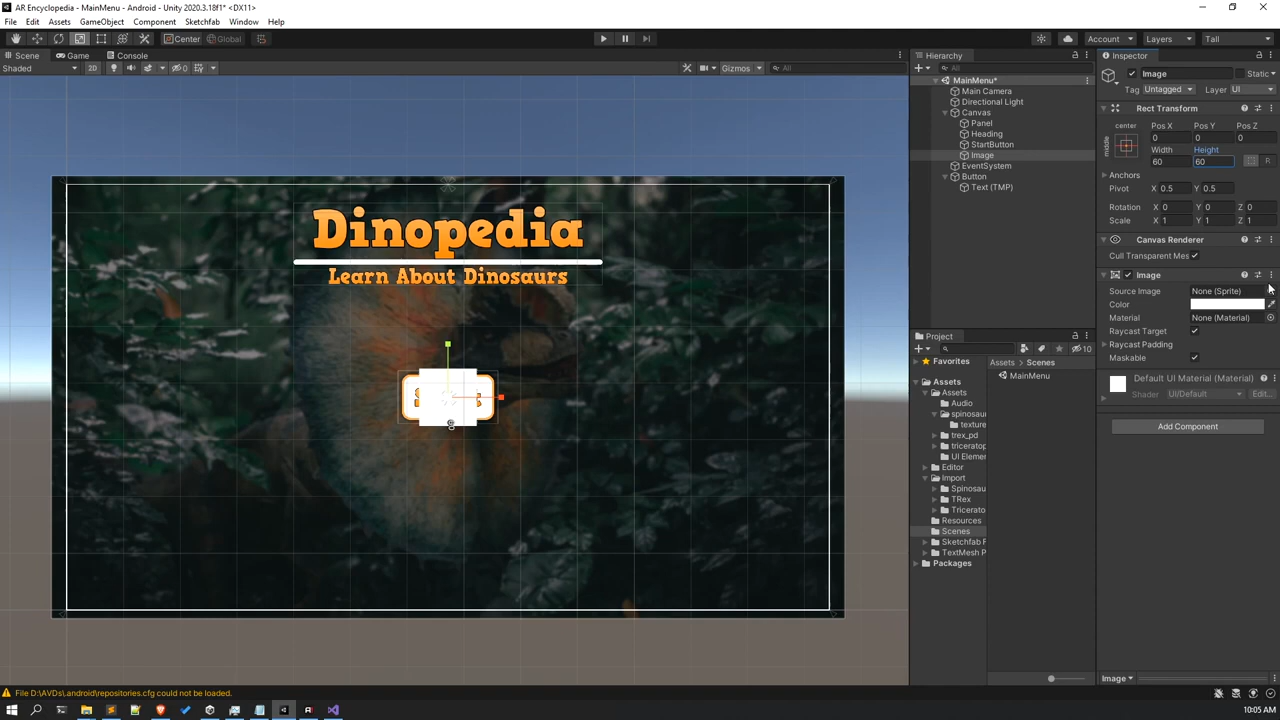 AR Encyclopedia - MainMenu - Android - Unity 2020.3.18f1* <DX11>
File Edit Assets GameObject Component Sketchfab Window Help
Center Global Account Layers Tall
Scene Game Console
Shaded 2D 0 Gizmos All
Dinopedia
Learn About Dinosaurs
Hierarchy
All
MainMenu*
Main Camera
Directional Light
Canvas
Panel
Heading
StartButton
Image
EventSystem
Button
Text (TMP)
Project
10
Favorites
Assets
Assets
Audio
spinosau
texture
trex_pd
triceratop
UI Elemer
Editor
Import
Spinosau
TRex
Tricerato
Resources
Scenes
Sketchfab F
TextMesh P
Packages
Assets > Scenes
MainMenu
Inspector
Image Static
Tag Untagged Layer UI
Rect Transform
center
middle
Pos X Pos Y Pos Z
0 0 0
Width Height
60 60 R
Anchors
Pivot X 0.5 Y 0.5
Rotation X 0 Y 0 Z 0
Scale X 1 Y 1 Z 1
Canvas Renderer
Cull Transparent Mes
Image
Source Image None (Sprite)
Color
Material None (Material)
Raycast Target
Raycast Padding
Maskable
Default UI Material (Material)
Shader UI/Default Edit...
Add Component
Image
File D:\AVDs\.android\repositories.cfg could not be loaded.
10:05 AM